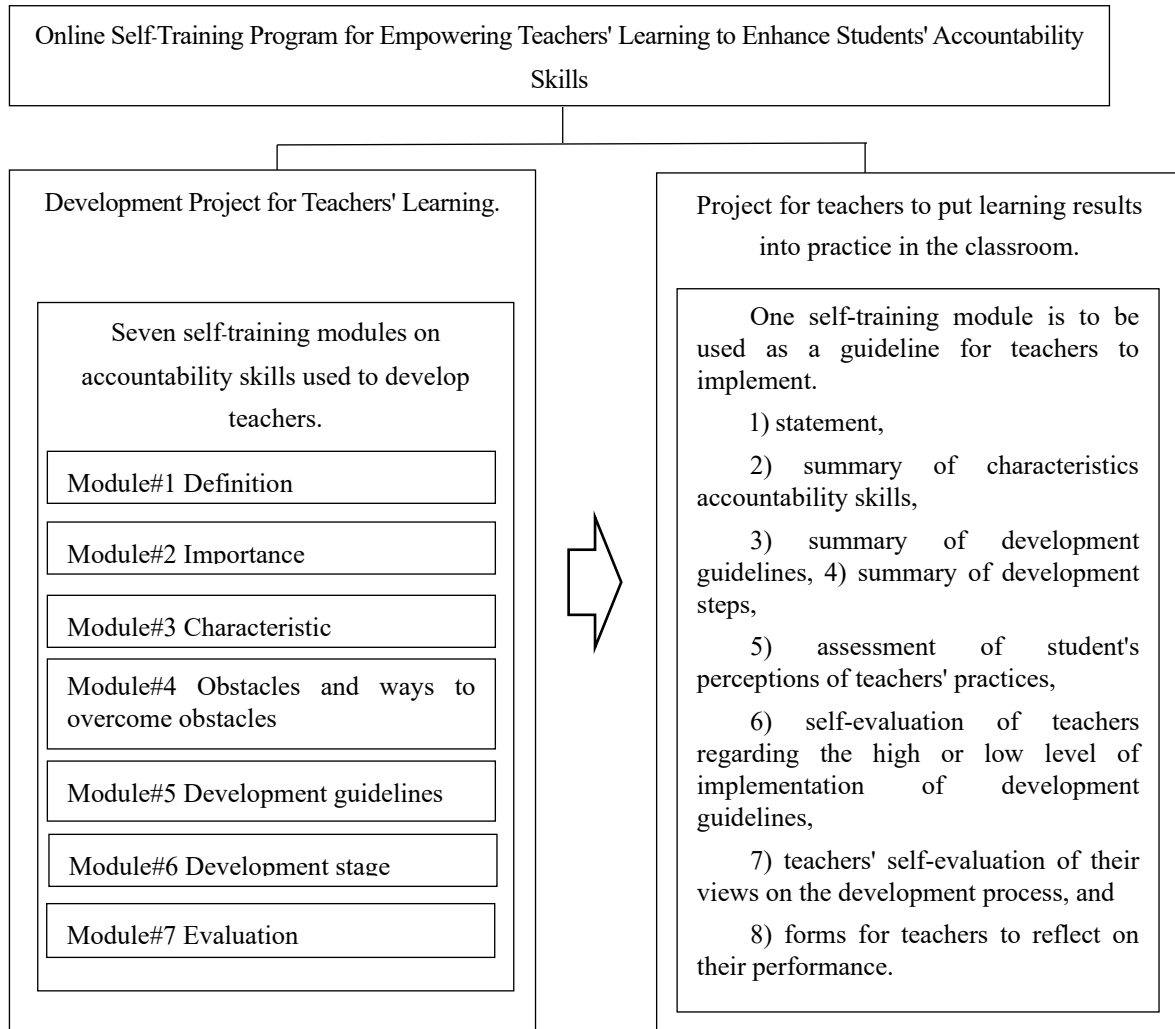 Online Self-Training Program for Empowering Teachers' Learning to Enhance Students' Accountability
Skills
Development Project for Teachers' Learning.
Seven self-training modules on
accountability skills used to develop
teachers.
Module#1 Definition
Module#2 Importance
Module#3 Characteristic
Module#4 Obstacles and ways to
overcome obstacles
Module#5 Development guidelines
Module#6 Development stage
Module#7 Evaluation
Project for teachers to put learning results
into practice in the classroom.
One self-training module is to be
used as a guideline for teachers to
implement.
1) statement,
2) summary of characteristics
accountability skills,
3) summary of development
guidelines, 4) summary of development
steps,
5) assessment of student's
perceptions of teachers' practices,
6) self-evaluation of teachers
regarding the high or low level of
implementation of development
guidelines,
7) teachers' self-evaluation of their
views on the development process, and
8) forms for teachers to reflect on
their performance.